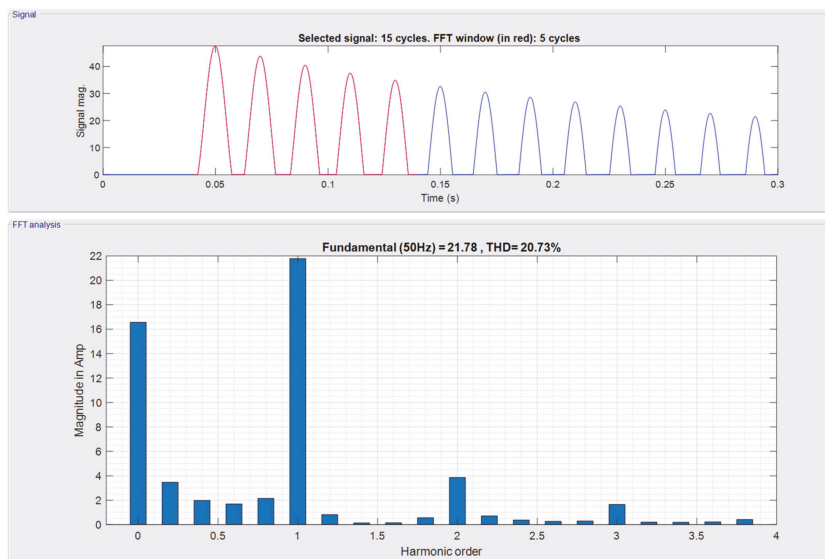 Signal
Selected signal: 15 cycles. FFT window (in red): 5 cycles
Signal mag.
40
30
20
10
0
0 0.05 0.1 0.15 0.2 0.25 0.3
Time (s)
FFT analysis
Fundamental (50Hz) = 21.78 , THD= 20.73%
Magnitude in Amp
22
20
18
16
14
12
10
8
6
4
2
0
0 0.5 1 1.5 2 2.5 3 3.5 4
Harmonic order